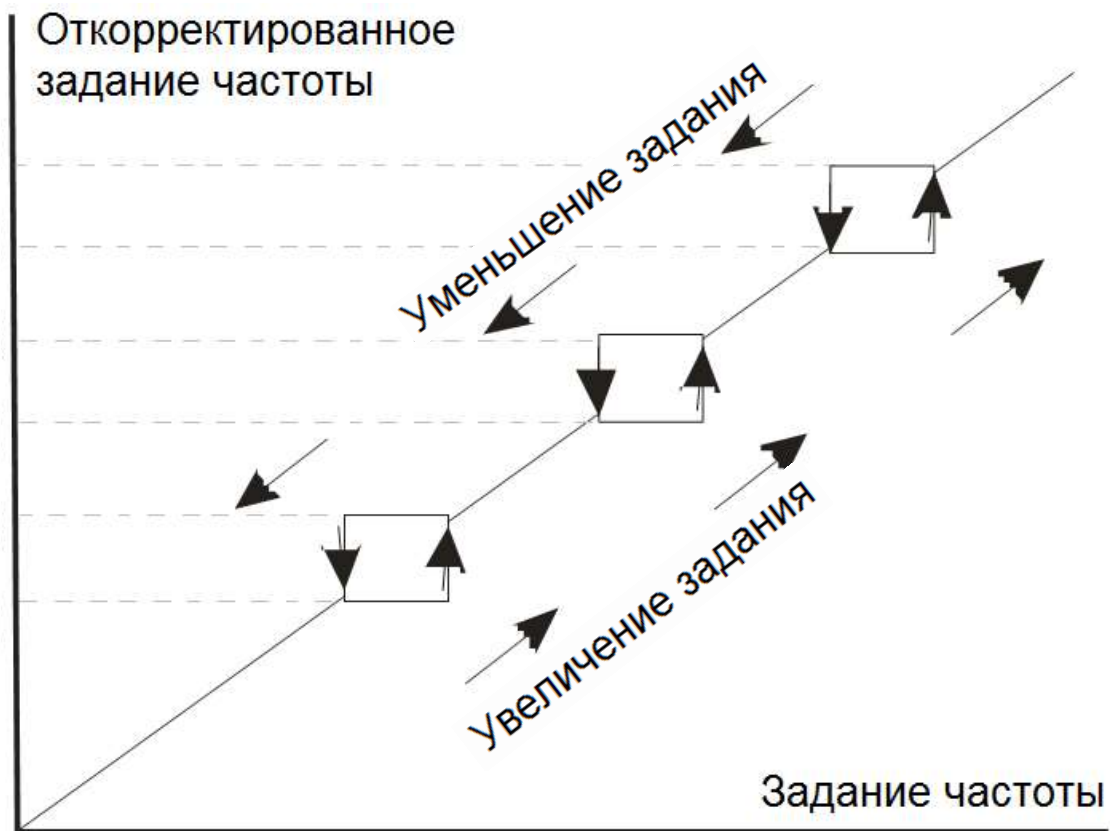 Откорректированное
задание частоты
Уменьшение задания
Увеличение задания
Задание частоты